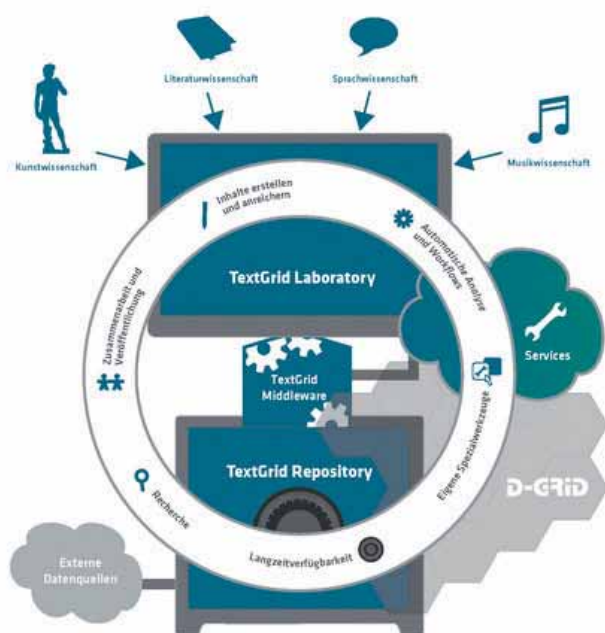 Literaturwissenschaft
Sprachwissenschaft
Kunstwissenschaft
Musikwissenschaft
Inhalte erstellen
und anreichern
Automatische Analyse
und Workflows
Zusammenarbeit und
Veröffentlichung
TextGrid Laboratory
Services
TextGrid
Middleware
Eigene Spezialwerkzeuge
TextGrid Repository
D-GRiD
Recherche
Langzeitverfügbarkeit
Externe
Datenquellen